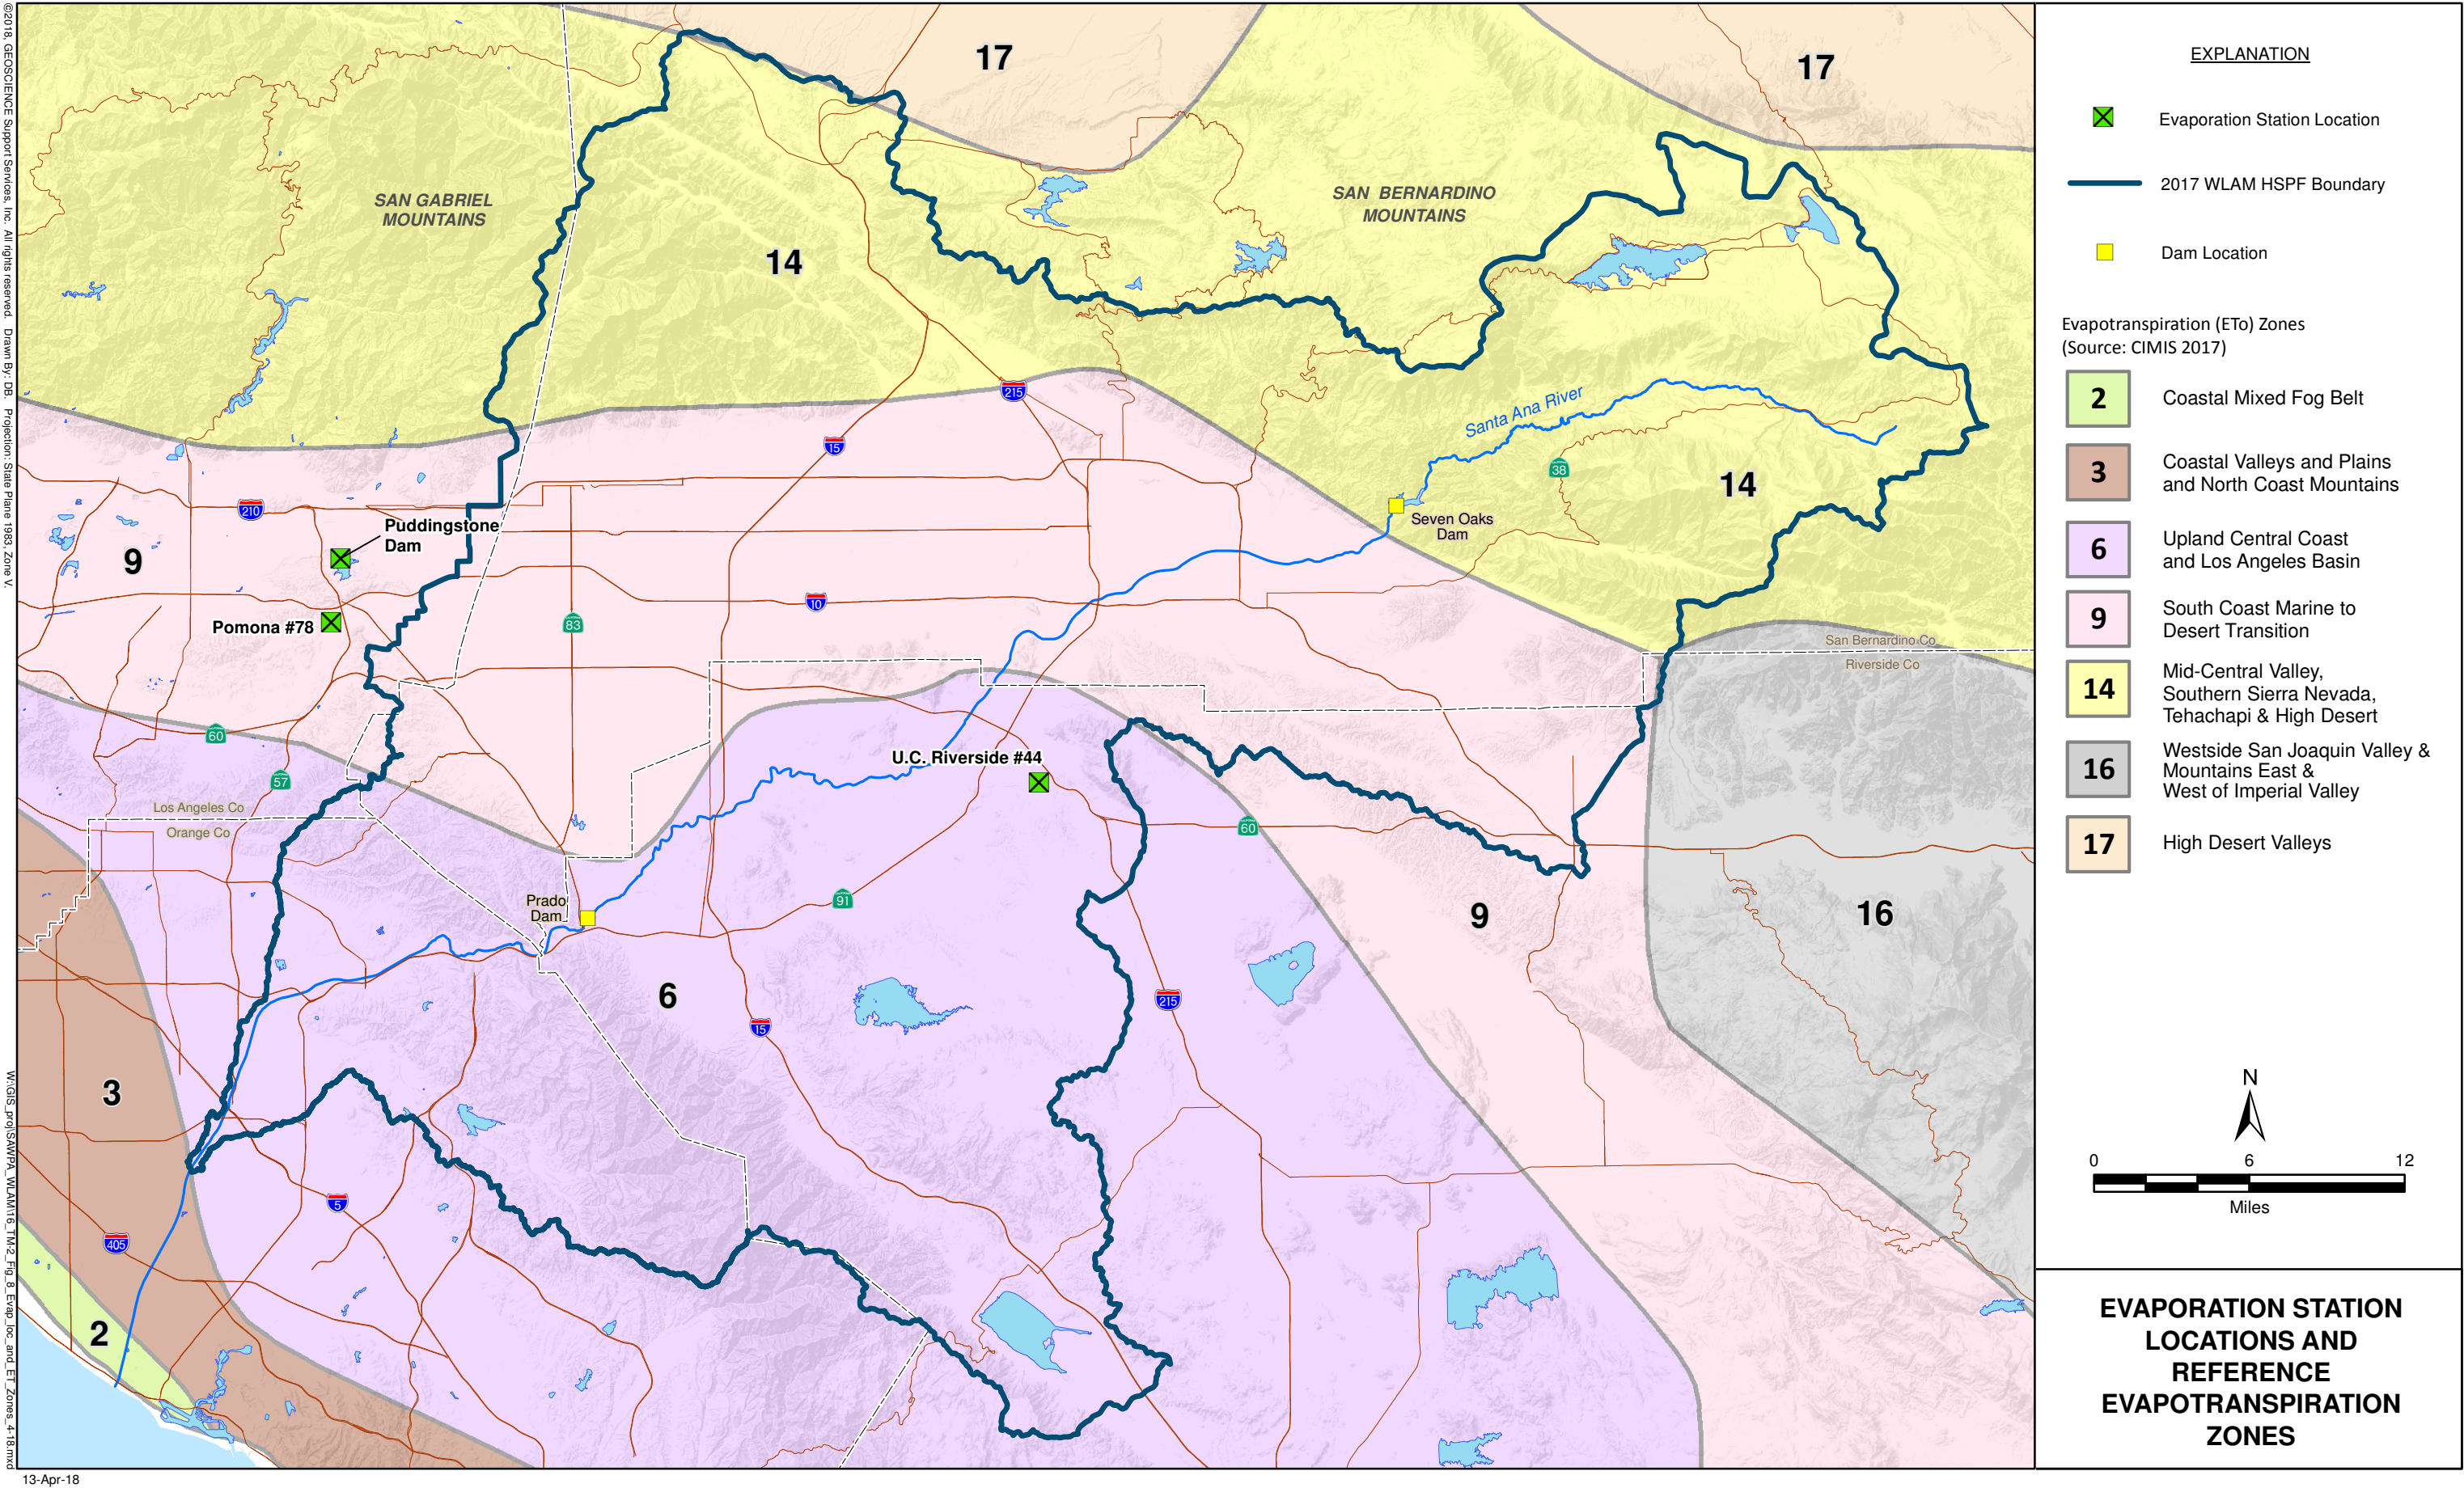 ©2018, GEOSCIENCE Support Services, Inc. All rights reserved. Drawn By: DB. Projection: State Plane 1983, Zone V.
W:\GIS_proj\SAWPA_WLAM\16_TM-2_Fig_8_Evap_loc_and_ET_Zones_4-18.mxd
17
17
SAN GABRIEL
MOUNTAINS
SAN BERNARDINO
MOUNTAINS
14
215
15
Santa Ana River
38
14
210
Puddingstone
Dam
Seven Oaks
Dam
9
10
83
Pomona #78
San Bernardino Co
Riverside Co
60
U.C. Riverside #44
57
Los Angeles Co
Orange Co
60
Prado
Dam
91
9
16
6
215
15
3
5
405
2
13-Apr-18
EXPLANATION
Evaporation Station Location
2017 WLAM HSPF Boundary
Dam Location
Evapotranspiration (ETo) Zones
(Source: CIMIS 2017)
2 Coastal Mixed Fog Belt
3 Coastal Valleys and Plains
and North Coast Mountains
6 Upland Central Coast
and Los Angeles Basin
9 South Coast Marine to
Desert Transition
14 Mid-Central Valley,
Southern Sierra Nevada,
Tehachapi & High Desert
16 Westside San Joaquin Valley &
Mountains East &
West of Imperial Valley
17 High Desert Valleys
N
0 6 12
Miles
EVAPORATION STATION
LOCATIONS AND
REFERENCE
EVAPOTRANSPIRATION
ZONES